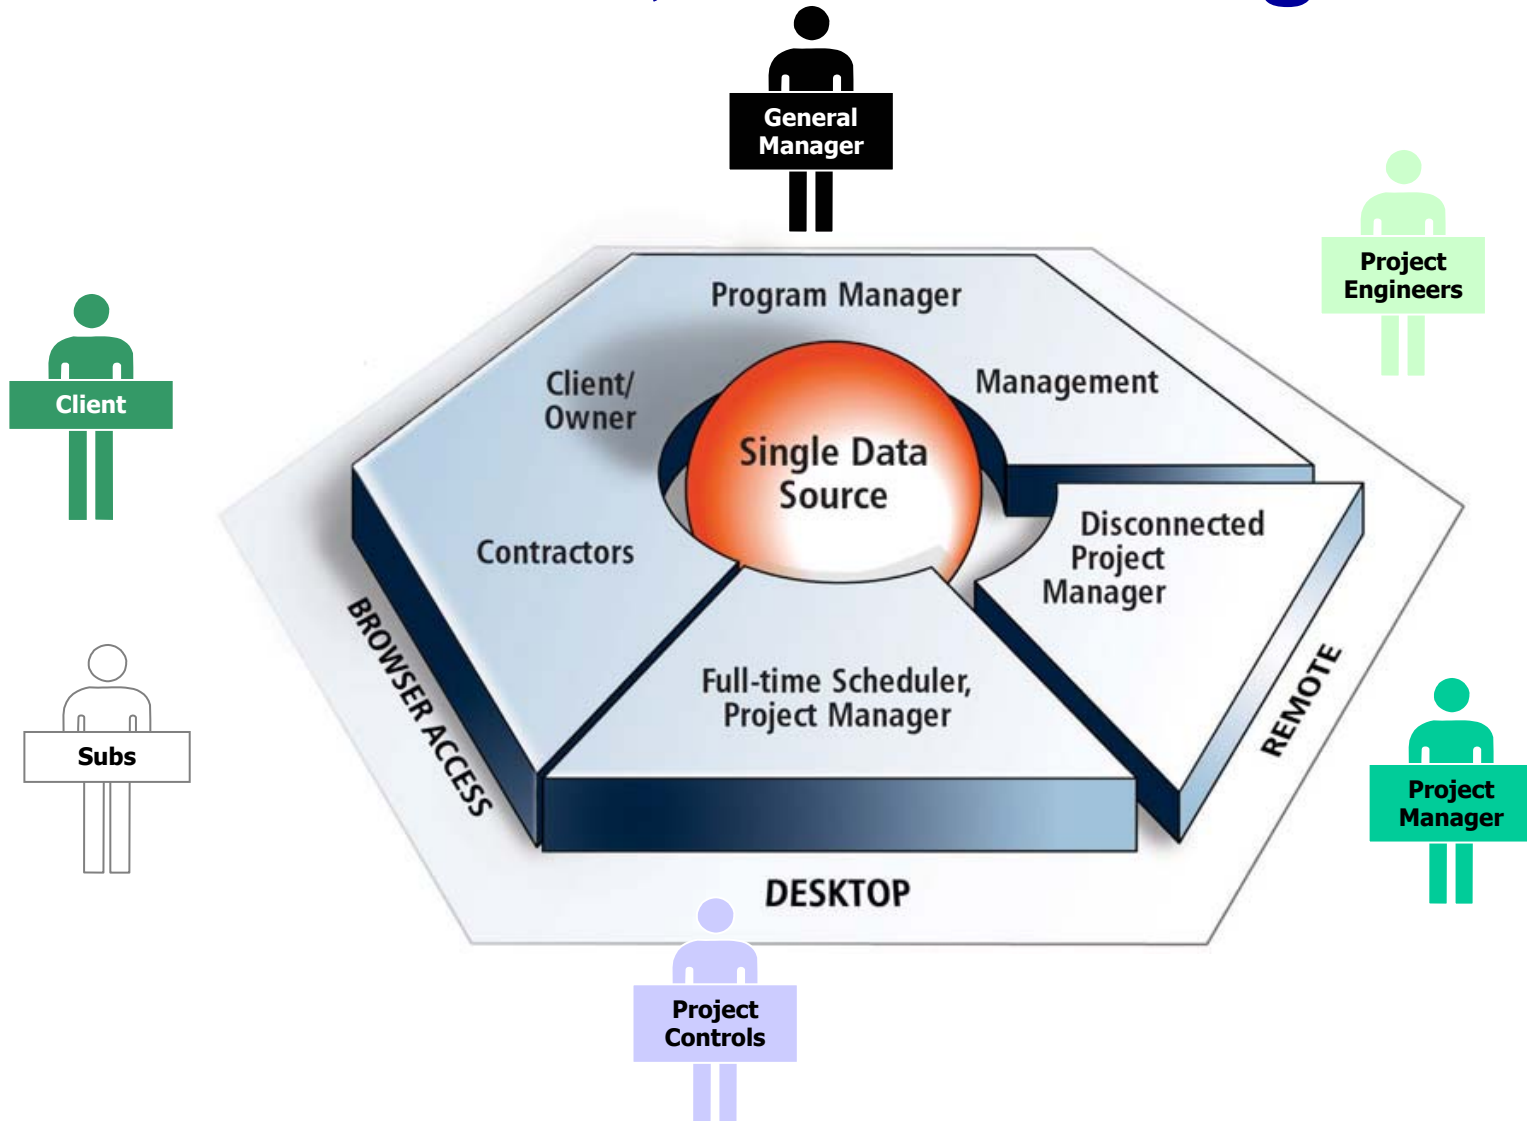 General
Manager
Project
Engineers
Program Manager
Client/
Owner
Management
Client
Single Data
Source
Disconnected
Project
Manager
Contractors
BROWSER ACCESS
Full-time Scheduler,
Project Manager
REMOTE
Subs
Project
Manager
DESKTOP
Project
Controls